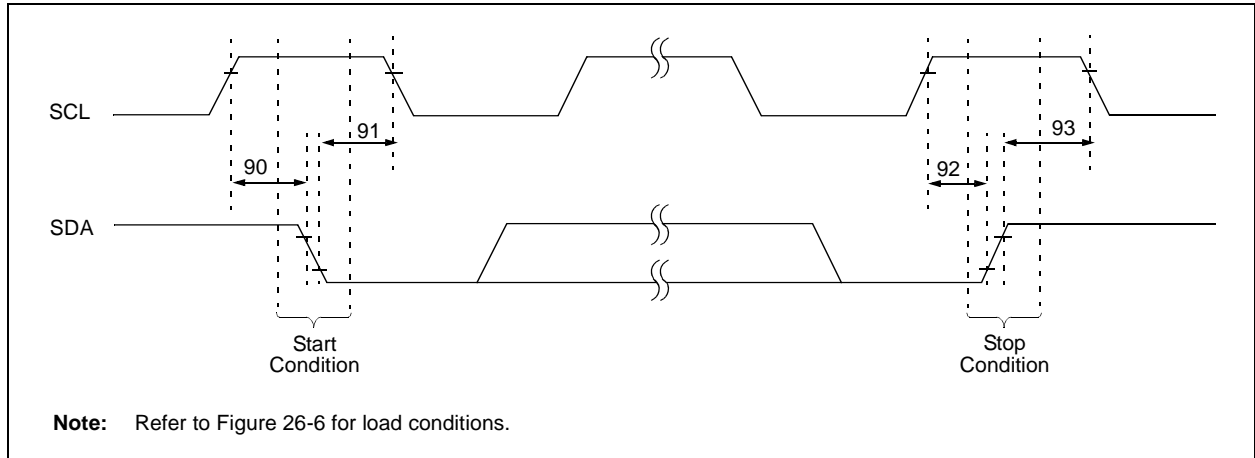 SCL
91
93
90
92
SDA
Start
Condition
Stop
Condition
Note: Refer to Figure 26-6 for load conditions.